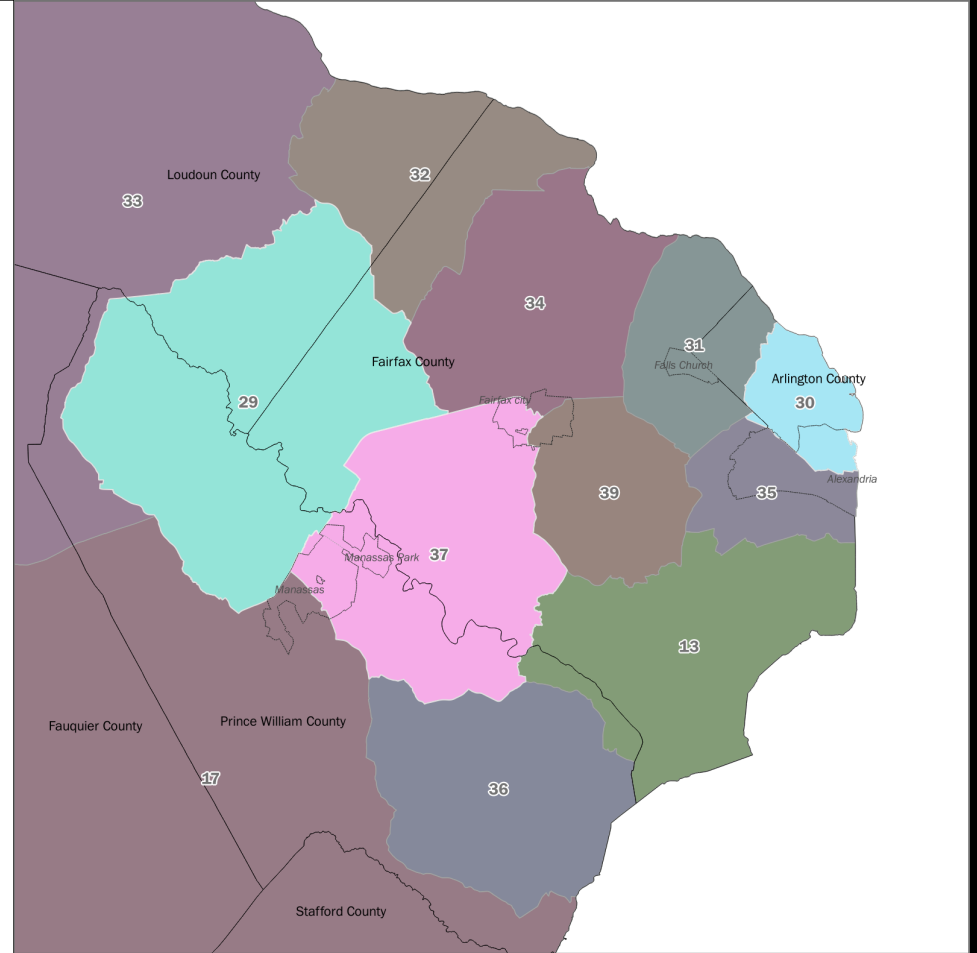 32
Loudoun County
33
34
31
Fairfax County
Falls Church
Arlington County
29
Fairfax city
30
Alexandria
39
35
37
Manassas Park
Manassas
13
Fauquier County
Prince William County
17
36
Stafford County